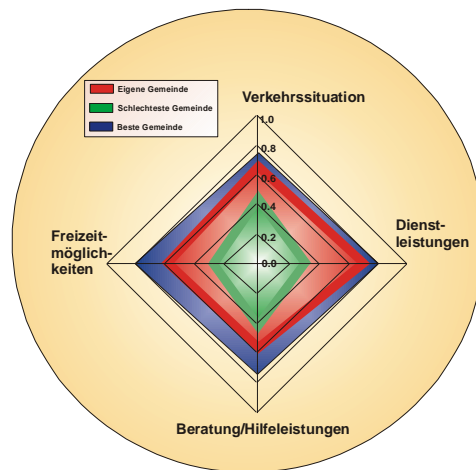 Eigene Gemeinde
Schlechteste Gemeinde
Beste Gemeinde
Verkehrssituation
1.0
0.8
0.6
0.4
0.2
0.0
Dienst-
leistungen
Freizeit-
möglich-
keiten
Beratung/Hilfeleistungen